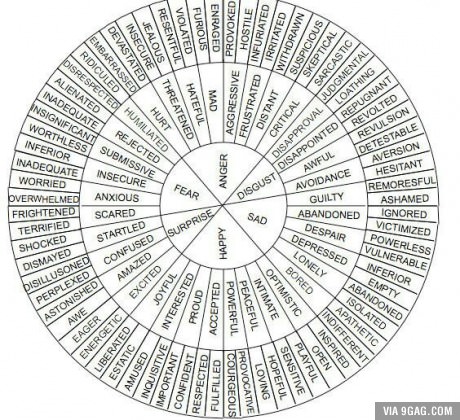 ANGER
DISGUST
SAD
HAPPY
SURPRISE
FEAR
HUMILIATED
HURT
THREATENED
HATEFUL
MAD
AGGRESSIVE
FRUSTRATED
DISTANT
CRITICAL
DISAPPROVAL
DISAPPOINTED
AWFUL
AVOIDANCE
GUILTY
ABANDONED
DESPAIR
DEPRESSED
LONELY
BORED
OPTIMISTIC
INTIMATE
PEACEFUL
POWERFUL
ACCEPTED
PROUD
INTERESTED
JOYFUL
EXCITED
AMAZED
CONFUSED
STARTLED
SCARED
ANXIOUS
INSECURE
SUBMISSIVE
REJECTED
RIDICULED
EMBARRASSED
DEVASTATED
INSECURE
JEALOUS
RESENTFUL
VIOLATED
FURIOUS
ENRAGED
PROVOKED
HOSTILE
INFURIATED
IRRITATED
WITHDRAWN
SUSPICIOUS
SKEPTICAL
SARCASTIC
JUDGMENTAL
LOATHING
REPUGNANT
REVOLTED
REVULSION
DETESTABLE
AVERSION
HESITANT
REMORESFUL
ASHAMED
IGNORED
VICTIMIZED
POWERLESS
VULNERABLE
INFERIOR
EMPTY
ABANDONED
ISOLATED
APATHETIC
INDIFFERENT
INSPIRED
OPEN
PLAYFUL
SENSITIVE
HOPEFUL
LOVING
PROVOCATIVE
COURGEOUS
FULFILLED
RESPECTED
CONFIDENT
IMPORTANT
INQUISITIVE
AMUSED
ESTATIC
LIBERATED
ENERGETIC
EAGER
AWE
ASTONISHED
PERPLEXED
DISILLUSONED
DISMAYED
SHOCKED
TERRIFIED
FRIGHTENED
OVERWHELMED
WORRIED
INADEQUATE
INFERIOR
WORTHLESS
INSIGNIFICANT
INADEQUATE
ALIENATED
DISRESPECTED
VIA 9GAG.COM